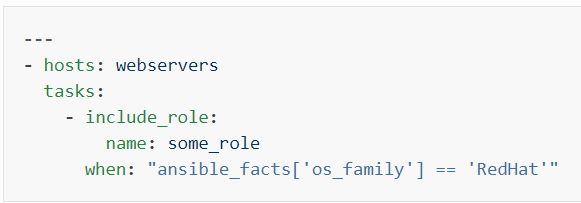 ---
- hosts: webservers
  tasks:
    - include_role:
        name: some_role
      when: "ansible_facts['os_family'] == 'RedHat'"